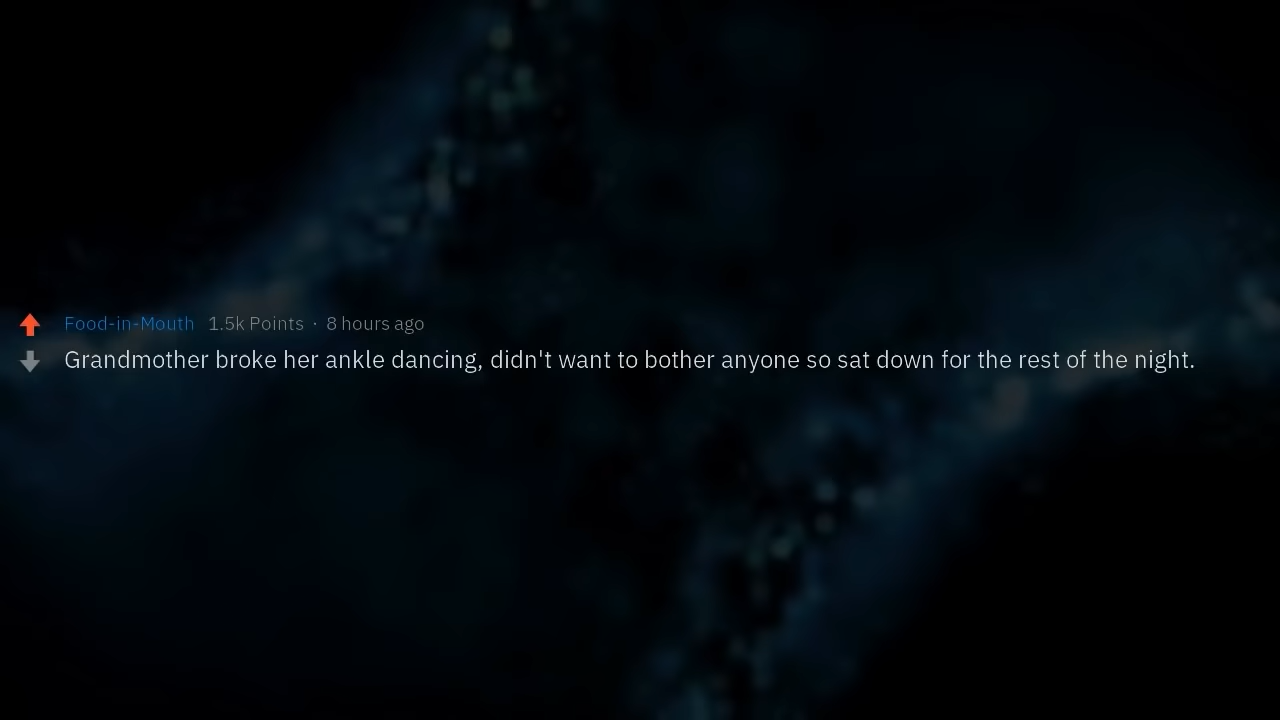 Food-in-Mouth 1.5k Points · 8 hours ago
Grandmother broke her ankle dancing, didn't want to bother anyone so sat down for the rest of the night.